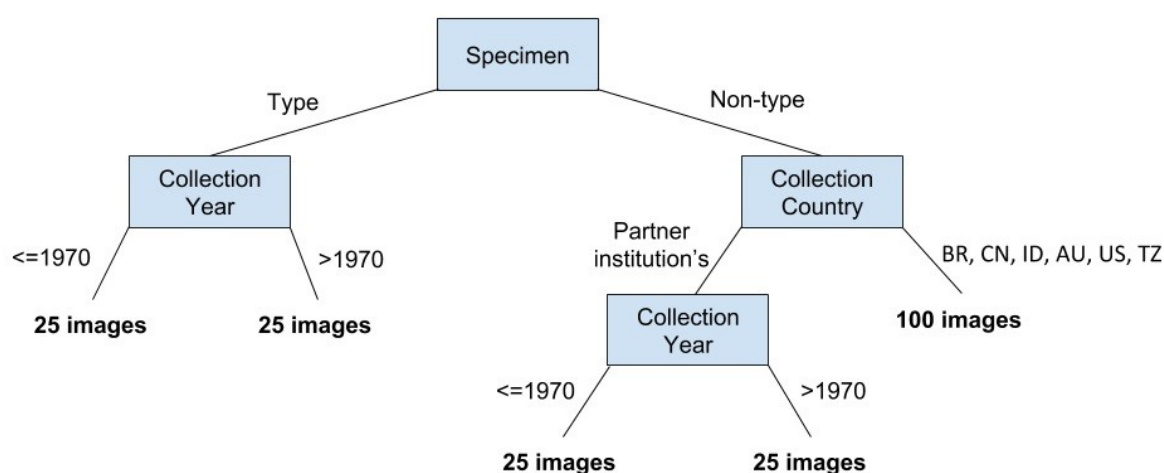 Specimen
Type
Non-type
Collection
Year
Collection
Country
<=1970
>1970
Partner
institution's
BR, CN, ID, AU, US, TZ
25 images
25 images
100 images
Collection
Year
<=1970
>1970
25 images
25 images